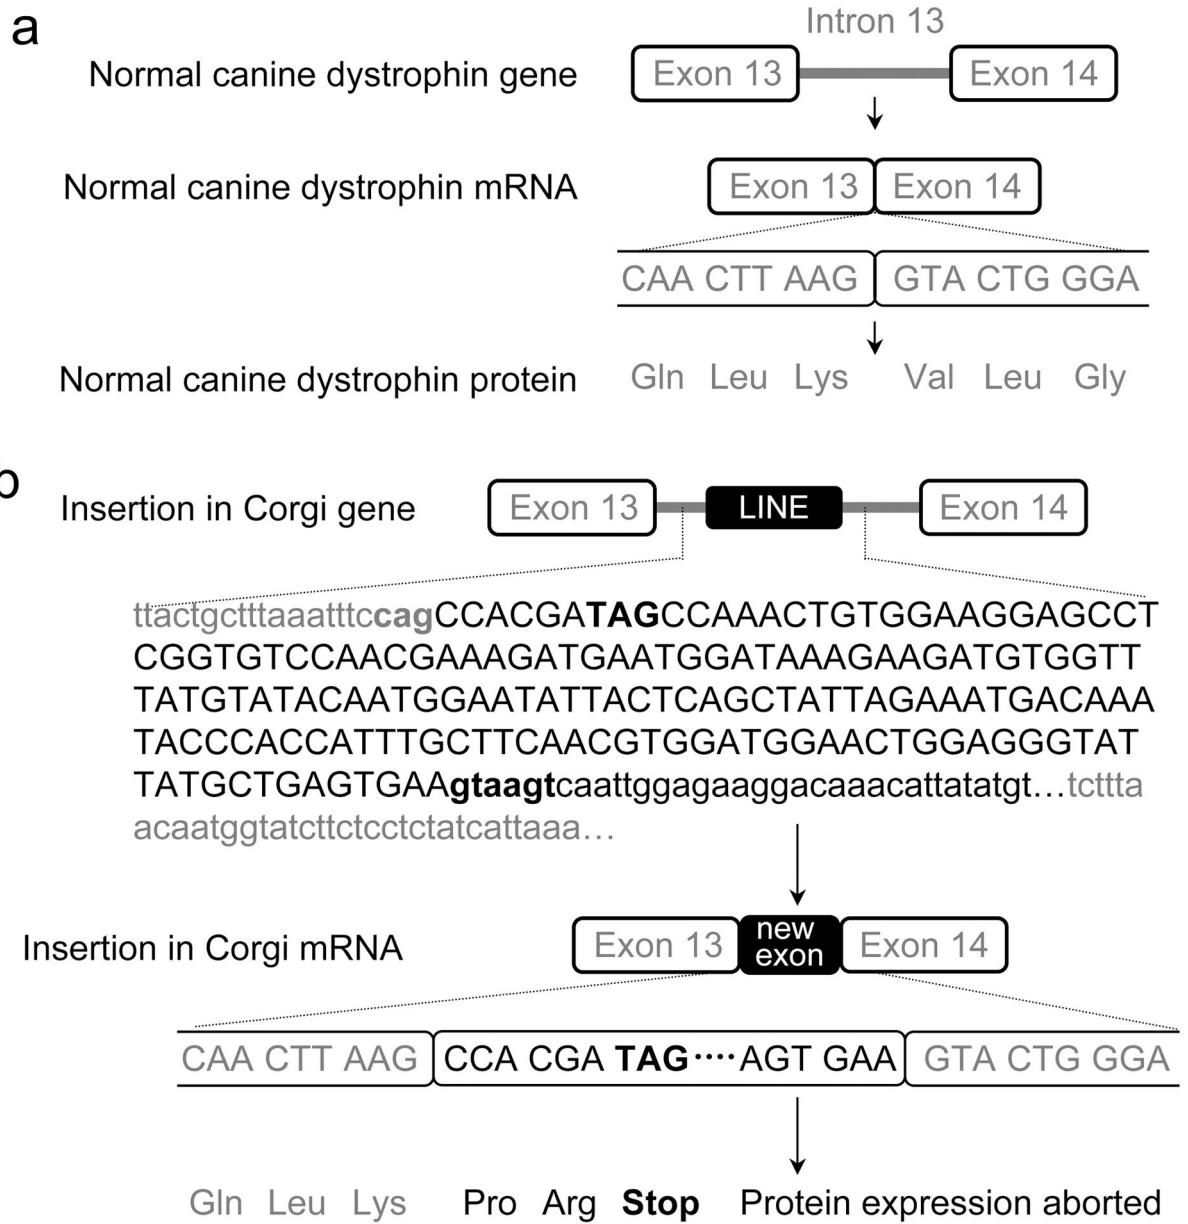 a
Intron 13
Normal canine dystrophin gene Exon 13 Exon 14
Normal canine dystrophin mRNA Exon 13 Exon 14
CAA CTT AAG GTA CTG GGA
Normal canine dystrophin protein Gln Leu Lys Val Leu Gly
b
Insertion in Corgi gene Exon 13 LINE Exon 14
ttactgctttaaatttccagCCACGATAGCCAAACTGTGGAAGGAGCCT
CGGTGTCCAACGAAAGATGAATGGATAAAGAAGATGTGGTT
TATGTATACAATGGAATATTACTCAGCTATTAGAAATGACAAA
TACCCACCATTTGCTTCAACGTGGATGGAACTGGAGGGTAT
TATGCTGAGTGAAgtaagtcaattggagaaggacaaacattatatgt...tcttta
acaatggtatcttctcctctatcattaaa...
Insertion in Corgi mRNA Exon 13 new exon Exon 14
CAA CTT AAG CCA CGA TAG····AGT GAA GTA CTG GGA
Gln Leu Lys Pro Arg Stop Protein expression aborted